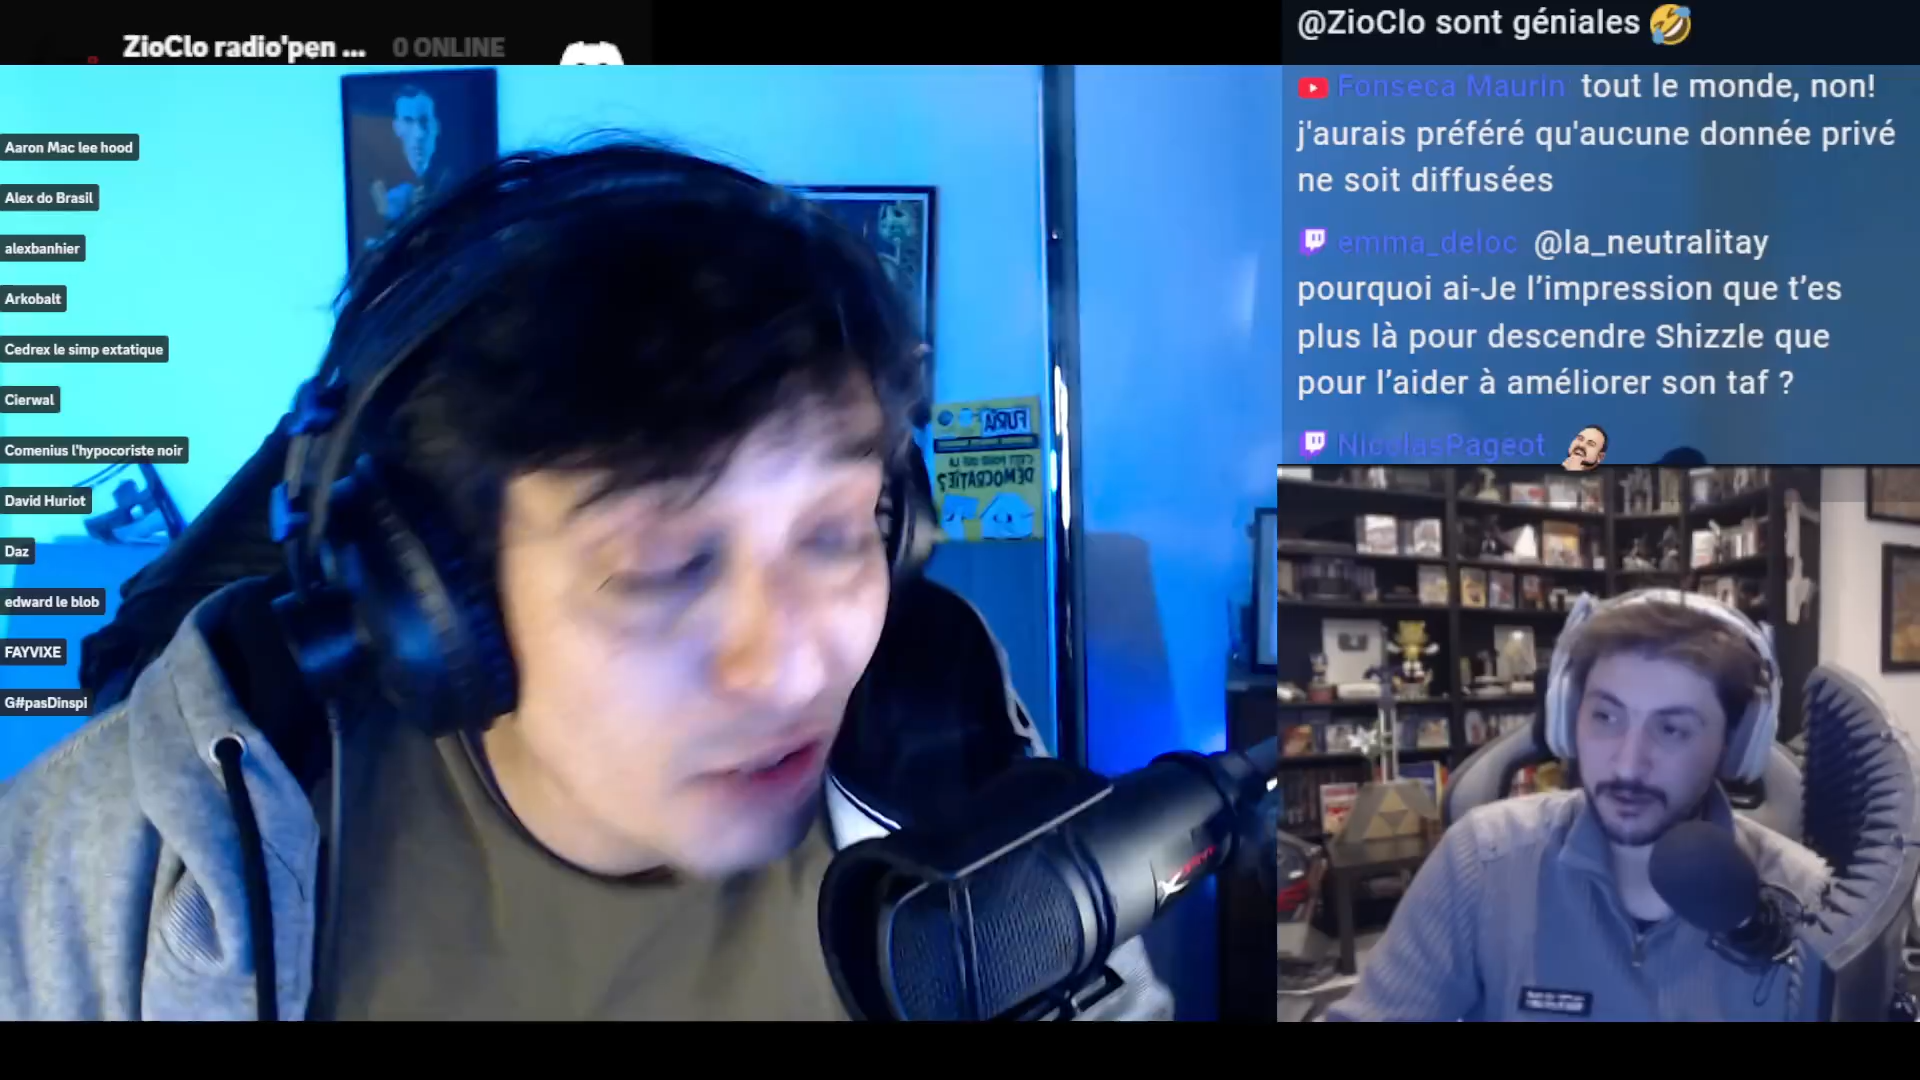 ZioClo radio'pen ... 0 ONLINE
Aaron Mac lee hood
Alex do Brasil
alexbanhier
Arkobalt
Cedrex le simp extatique
Cierwal
Comenius l'hypocoriste noir
David Huriot
Daz
edward le blob
FAYVIXE
G#pasDinspi
FURIA
DÉMOCRATIE?
@ZioClo sont géniales 🤣
Fonseca Maurin tout le monde, non!
j'aurais préféré qu'aucune donnée privé
ne soit diffusées
emma_deloc @la_neutralitay
pourquoi ai-Je l’impression que t’es
plus là pour descendre Shizzle que
pour l’aider à améliorer son taf ?
NicolasPageot